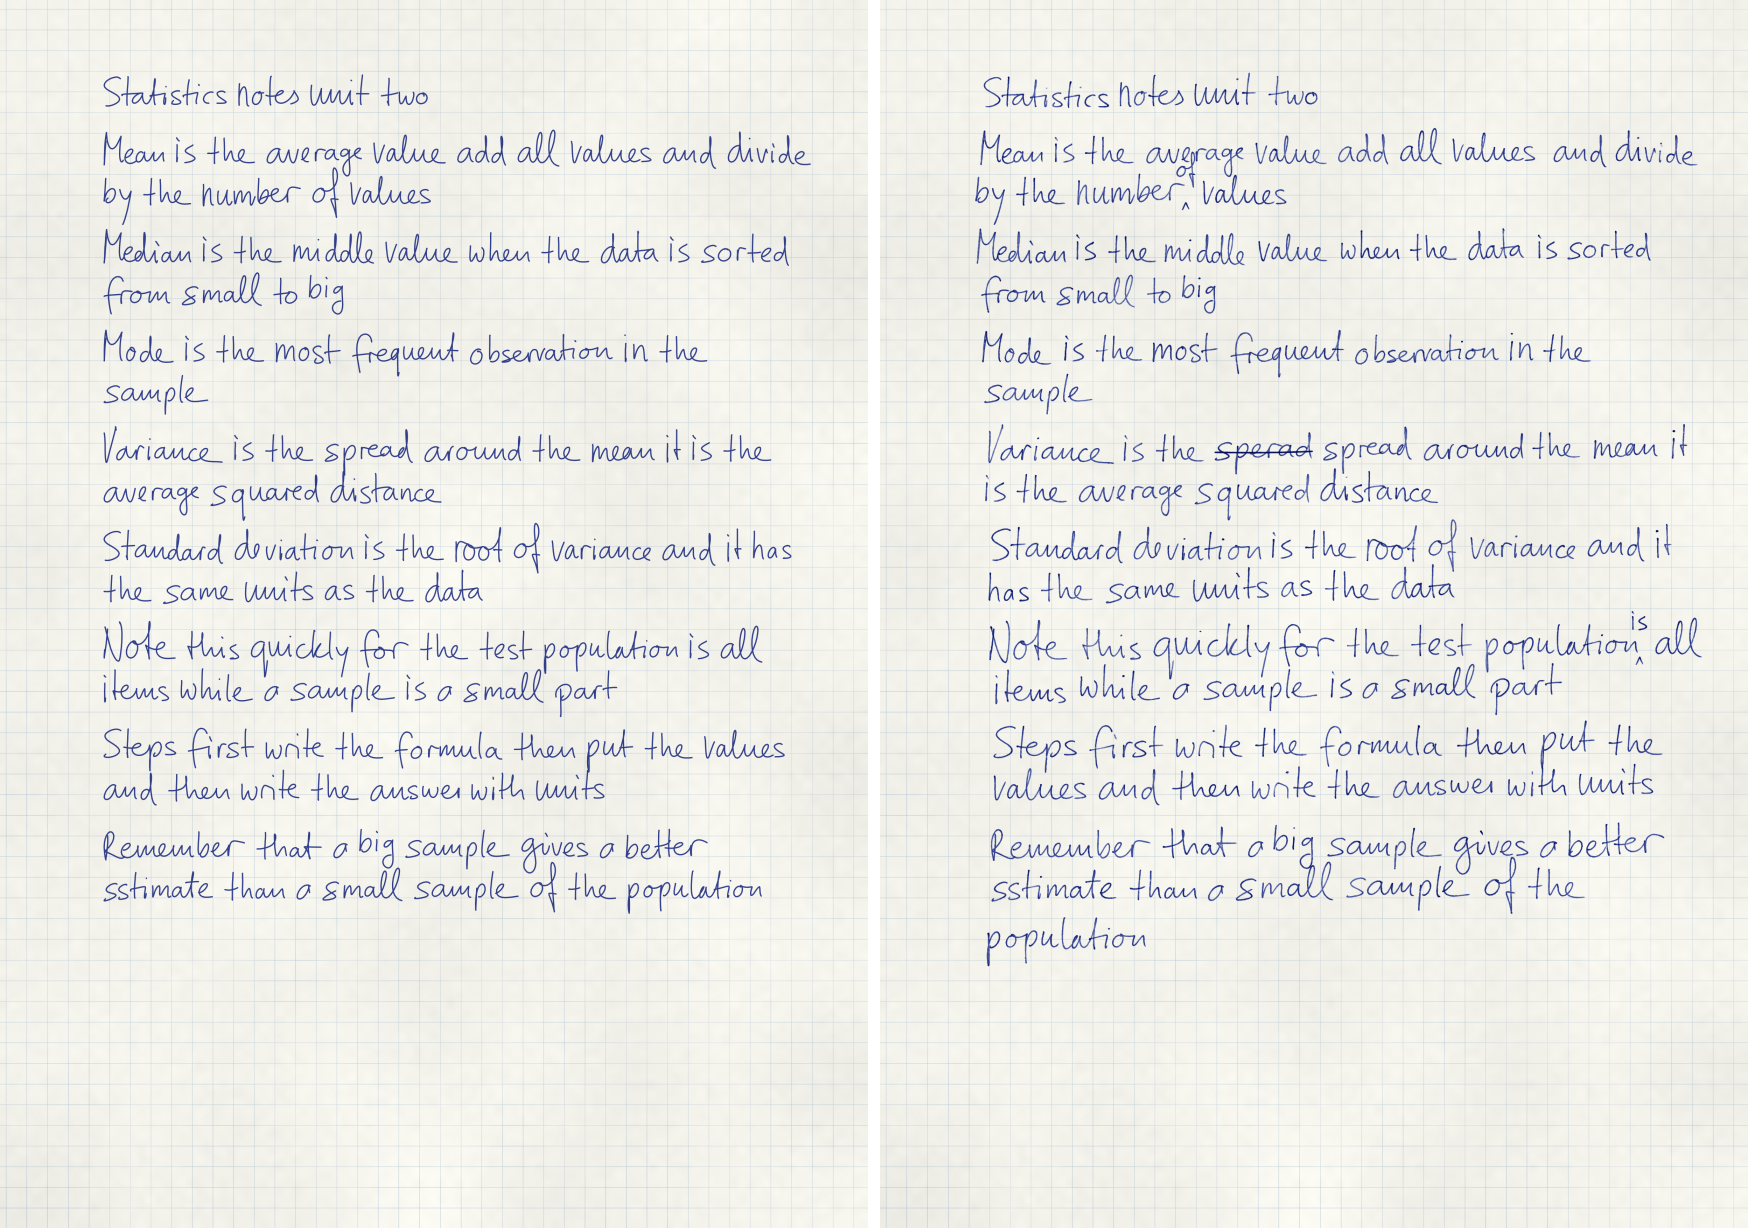 Statistics notes unit two
Mean is the average value add all values and divide
by the number of values
Median is the middle value when the data is sorted
from small to big
Mode is the most frequent observation in the
sample
Variance is the spread around the mean it is the
average squared distance
Standard deviation is the root of variance and it has
the same units as the data
Note this quickly for the test population is all
items while a sample is a small part
Steps first write the formula then put the values
and then write the answer with units
Remember that a big sample gives a better
sstimate than a small sample of the population
Statistics notes unit two
Mean is the average value add all values and divide
by the number of values
Median is the middle value when the data is sorted
from small to big
Mode is the most frequent observation in the
sample
Variance is the sperad spread around the mean it
is the average squared distance
Standard deviation is the root of variance and it
has the same units as the data
Note this quickly for the test population is all
items while a sample is a small part
Steps first write the formula then put the
values and then write the answer with units
Remember that a big sample gives a better
sstimate than a small sample of the
population